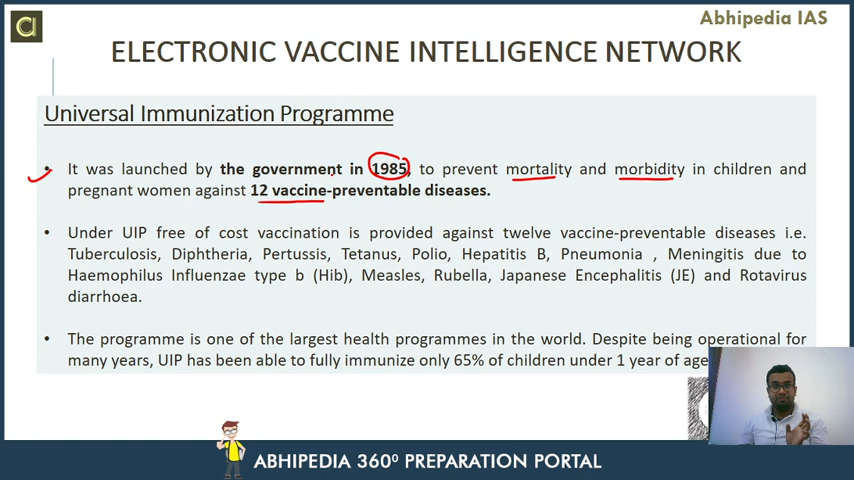 Abhipedia IAS
ELECTRONIC VACCINE INTELLIGENCE NETWORK
Universal Immunization Programme
• It was launched by the government in 1985, to prevent mortality and morbidity in children and
pregnant women against 12 vaccine-preventable diseases.
• Under UIP free of cost vaccination is provided against twelve vaccine-preventable diseases i.e.
Tuberculosis, Diphtheria, Pertussis, Tetanus, Polio, Hepatitis B, Pneumonia , Meningitis due to
Haemophilus Influenzae type b (Hib), Measles, Rubella, Japanese Encephalitis (JE) and Rotavirus
diarrhoea.
• The programme is one of the largest health programmes in the world. Despite being operational for
many years, UIP has been able to fully immunize only 65% of children under 1 year of age
ABHIPEDIA 360⁰ PREPARATION PORTAL